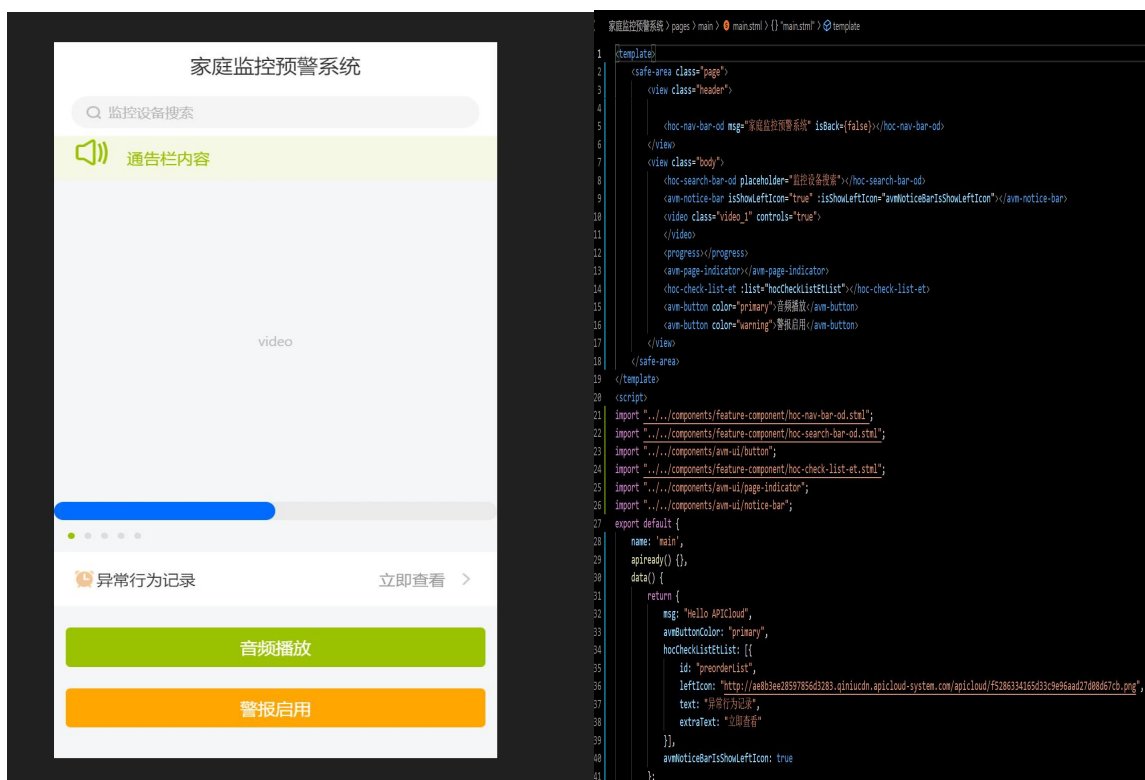 家庭监控预警系统
监控设备搜索
通告栏内容
video
异常行为记录 立即查看 >
音频播放
警报启用
家庭监控预警系统 > pages > main > main.stml > {} "main.stml" > template
1 <template>
2 <safe-area class="page">
3 <view class="header">
4
5 <hoc-nav-bar-od msg="家庭监控预警系统" isBack={false}></hoc-nav-bar-od>
6 </view>
7 <view class="body">
8 <hoc-search-bar-od placeholder="监控设备搜索"></hoc-search-bar-od>
9 <avm-notice-bar isShowLeftIcon="true" :isShowLeftIcon="avmNoticeBarIsShowLeftIcon"></avm-notice-bar>
10 <video class="video_1" controls="true">
11 </video>
12 <progress></progress>
13 <avm-page-indicator></avm-page-indicator>
14 <hoc-check-list-et :list="hocCheckListEtList"></hoc-check-list-et>
15 <avm-button color="primary">音频播放</avm-button>
16 <avm-button color="warning">警报启用</avm-button>
17 </view>
18 </safe-area>
19 </template>
20 <script>
21 import "../../components/feature-component/hoc-nav-bar-od.stml";
22 import "../../components/feature-component/hoc-search-bar-od.stml";
23 import "../../components/avm-ui/button";
24 import "../../components/feature-component/hoc-check-list-et.stml";
25 import "../../components/avm-ui/page-indicator";
26 import "../../components/avm-ui/notice-bar";
27 export default {
28 name: 'main',
29 apiready() {},
30 data() {
31 return {
32 msg: "Hello APICloud",
33 avmButtonColor: "primary",
34 hocCheckListEtList: [{
35 id: "preorderList",
36 leftIcon: "http://ae8b3ee28597856d3283.qiniucdn.apicloud-system.com/apicloud/f5286334165d33c9e96aad27d08d67cb.png",
37 text: "异常行为记录",
38 extraText: "立即查看"
39 }],
40 avmNoticeBarIsShowLeftIcon: true
41 };